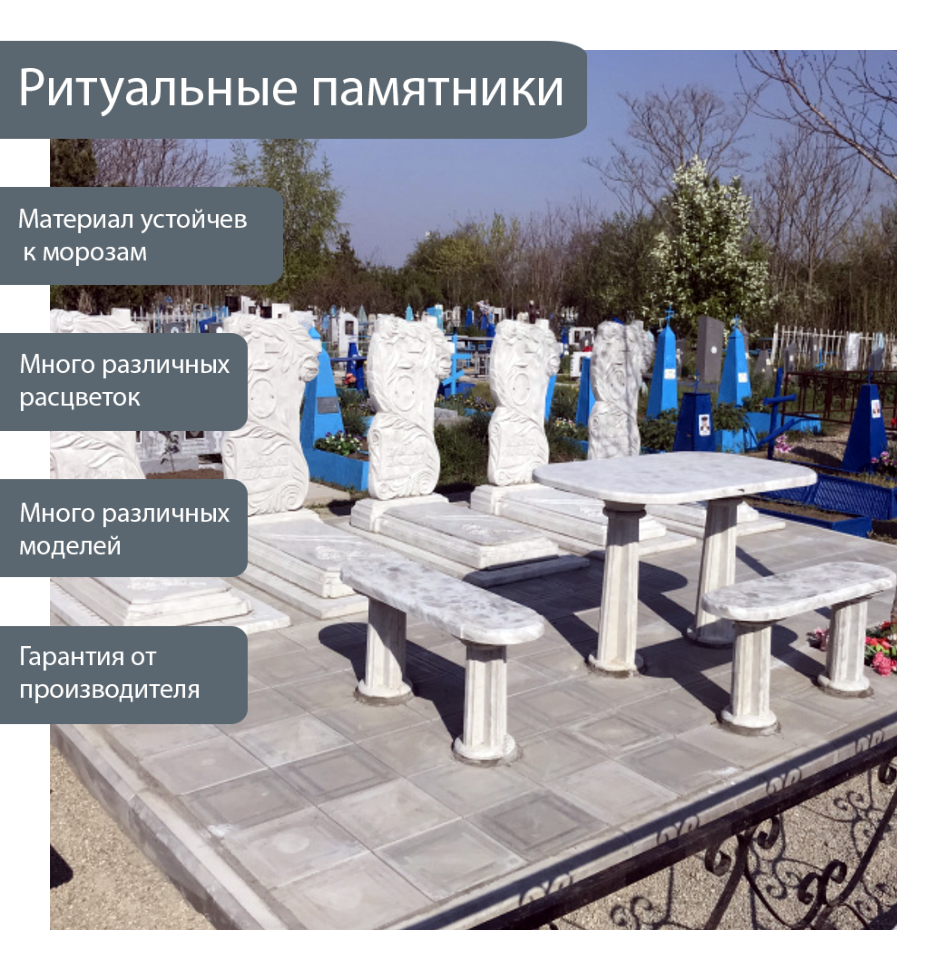 Ритуальные памятники
Материал устойчев
к морозам
Много различных
расцветок
Много различных
моделей
Гарантия от
производителя